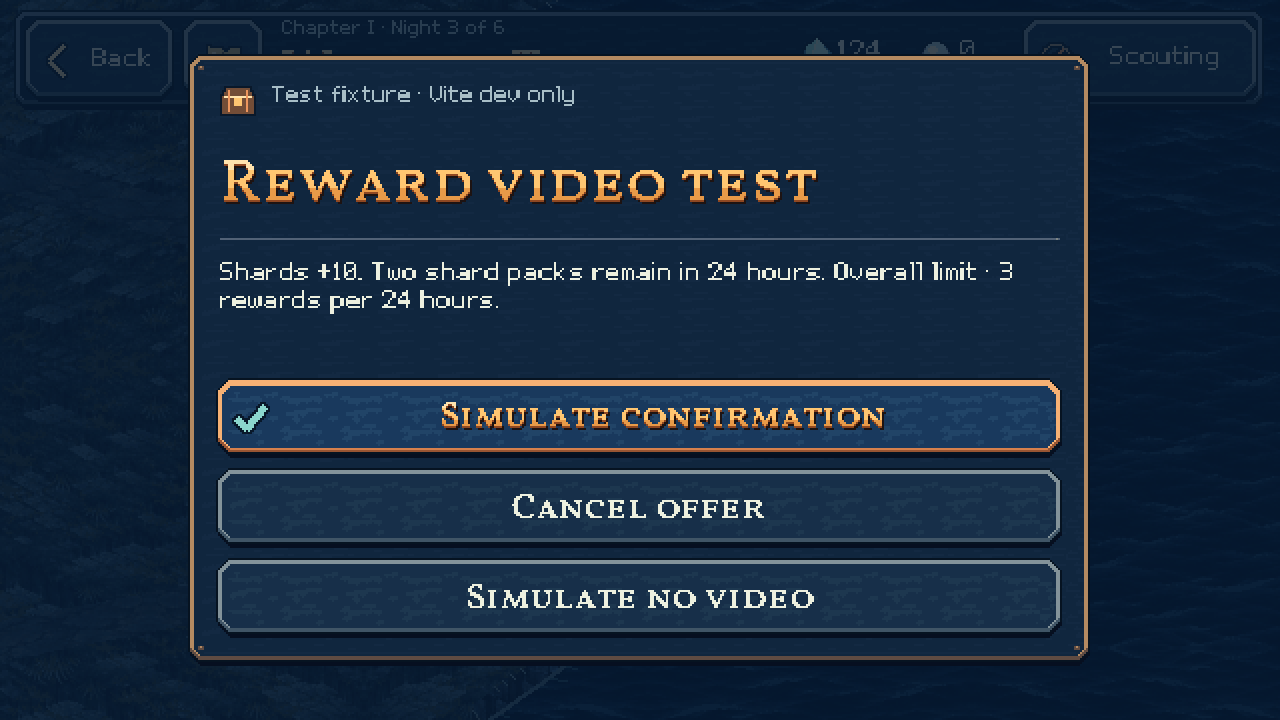 Chapter I · Night 3 of 6
Back
124
0
Scouting
Test fixture · Vite dev only
Reward video test
Shards +10. Two shard packs remain in 24 hours. Overall limit · 3
rewards per 24 hours.
Simulate confirmation
Cancel offer
Simulate no video